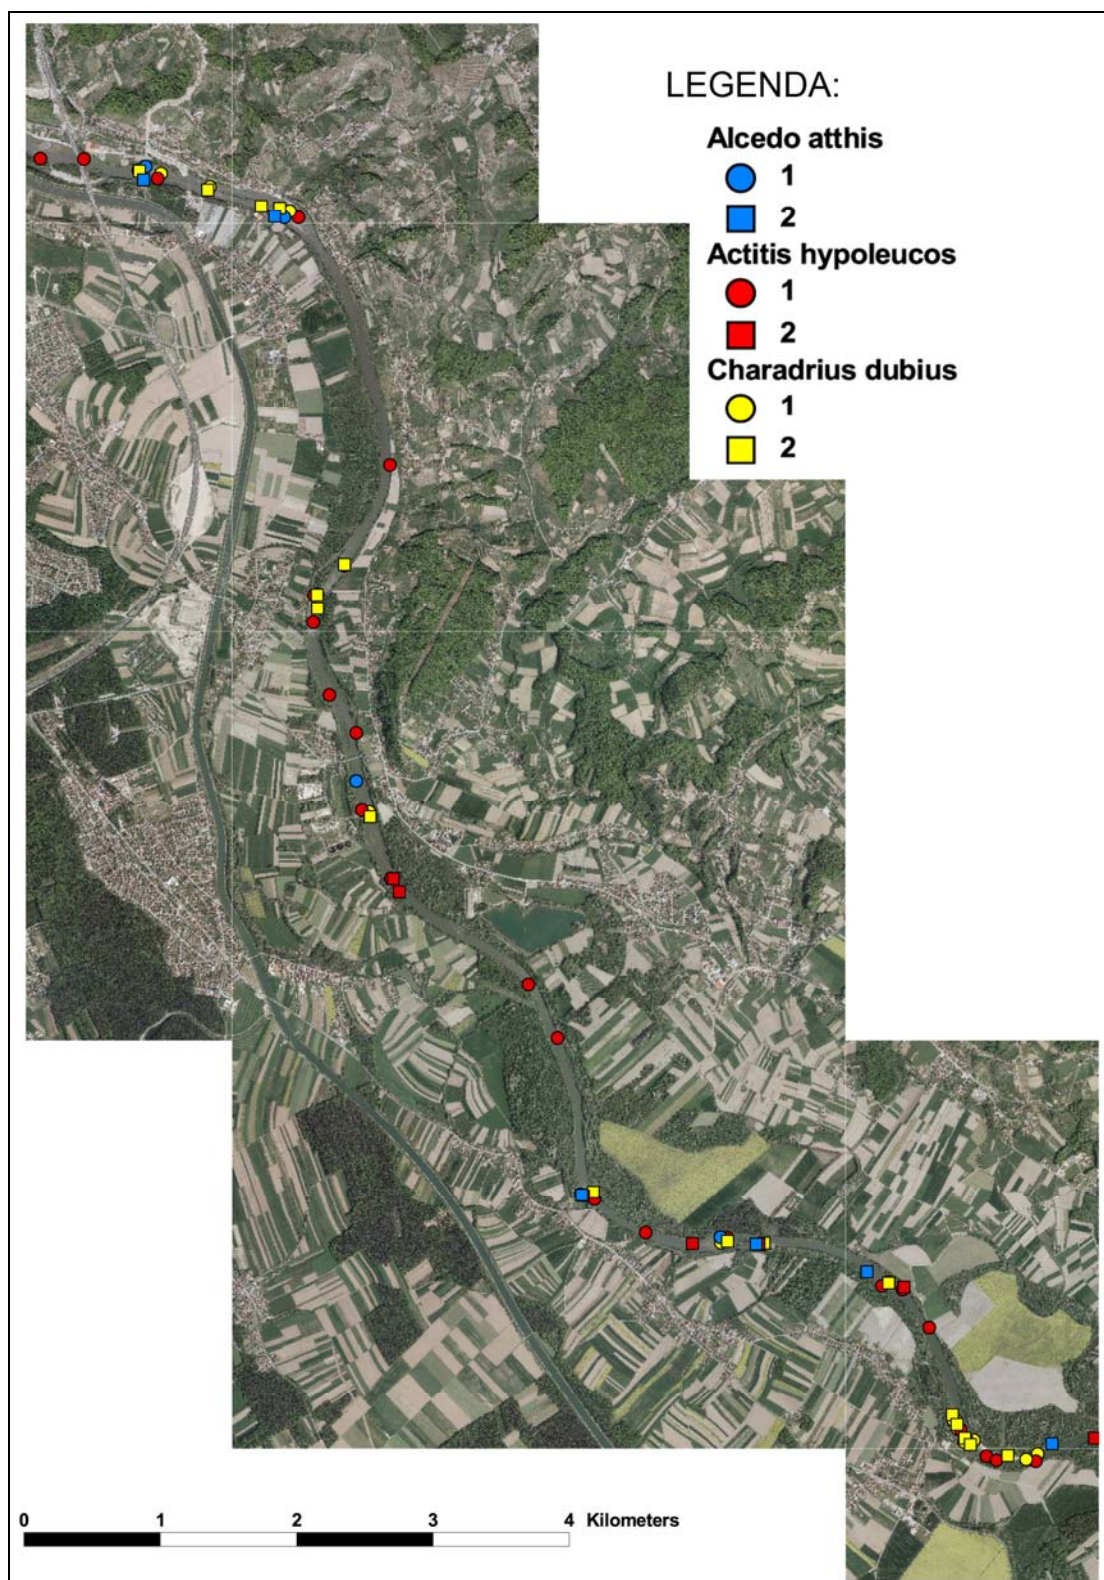 LEGENDA:
Alcedo atthis
1
2
Actitis hypoleucos
1
2
Charadrius dubius
1
2
0 1 2 3 4 Kilometers